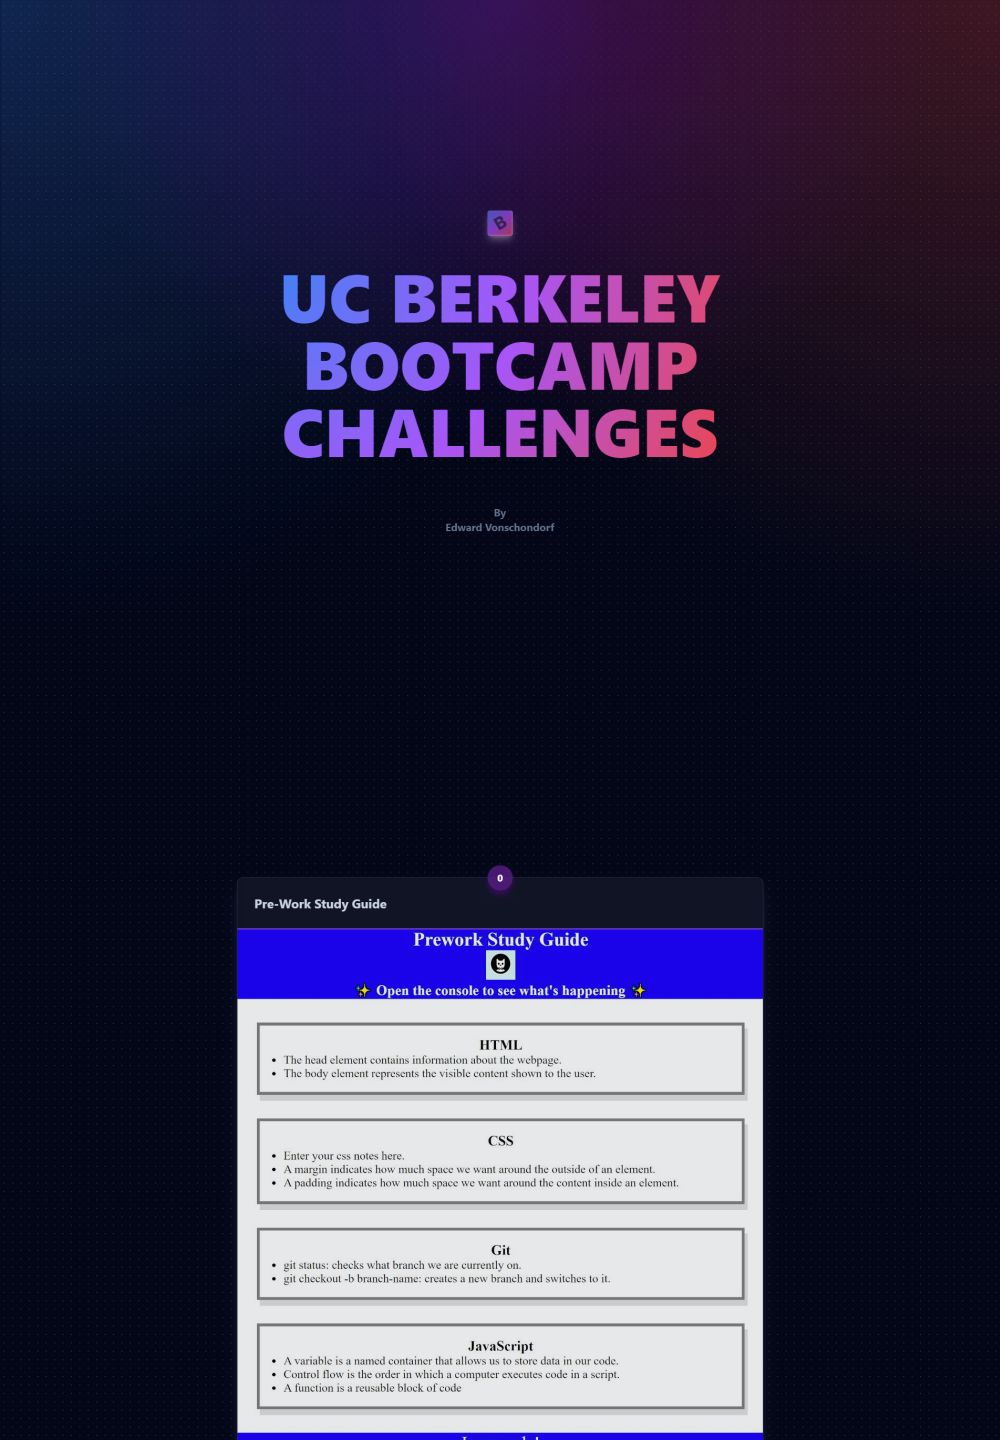 B
UC BERKELEY
BOOTCAMP
CHALLENGES
By
Edward Vonschondorf
0
Pre-Work Study Guide
Prework Study Guide
✨ Open the console to see what's happening ✨
HTML
• The head element contains information about the webpage.
• The body element represents the visible content shown to the user.
CSS
• Enter your css notes here.
• A margin indicates how much space we want around the outside of an element.
• A padding indicates how much space we want around the content inside an element.
Git
• git status: checks what branch we are currently on.
• git checkout -b branch-name: creates a new branch and switches to it.
JavaScript
• A variable is a named container that allows us to store data in our code.
• Control flow is the order in which a computer executes code in a script.
• A function is a reusable block of code